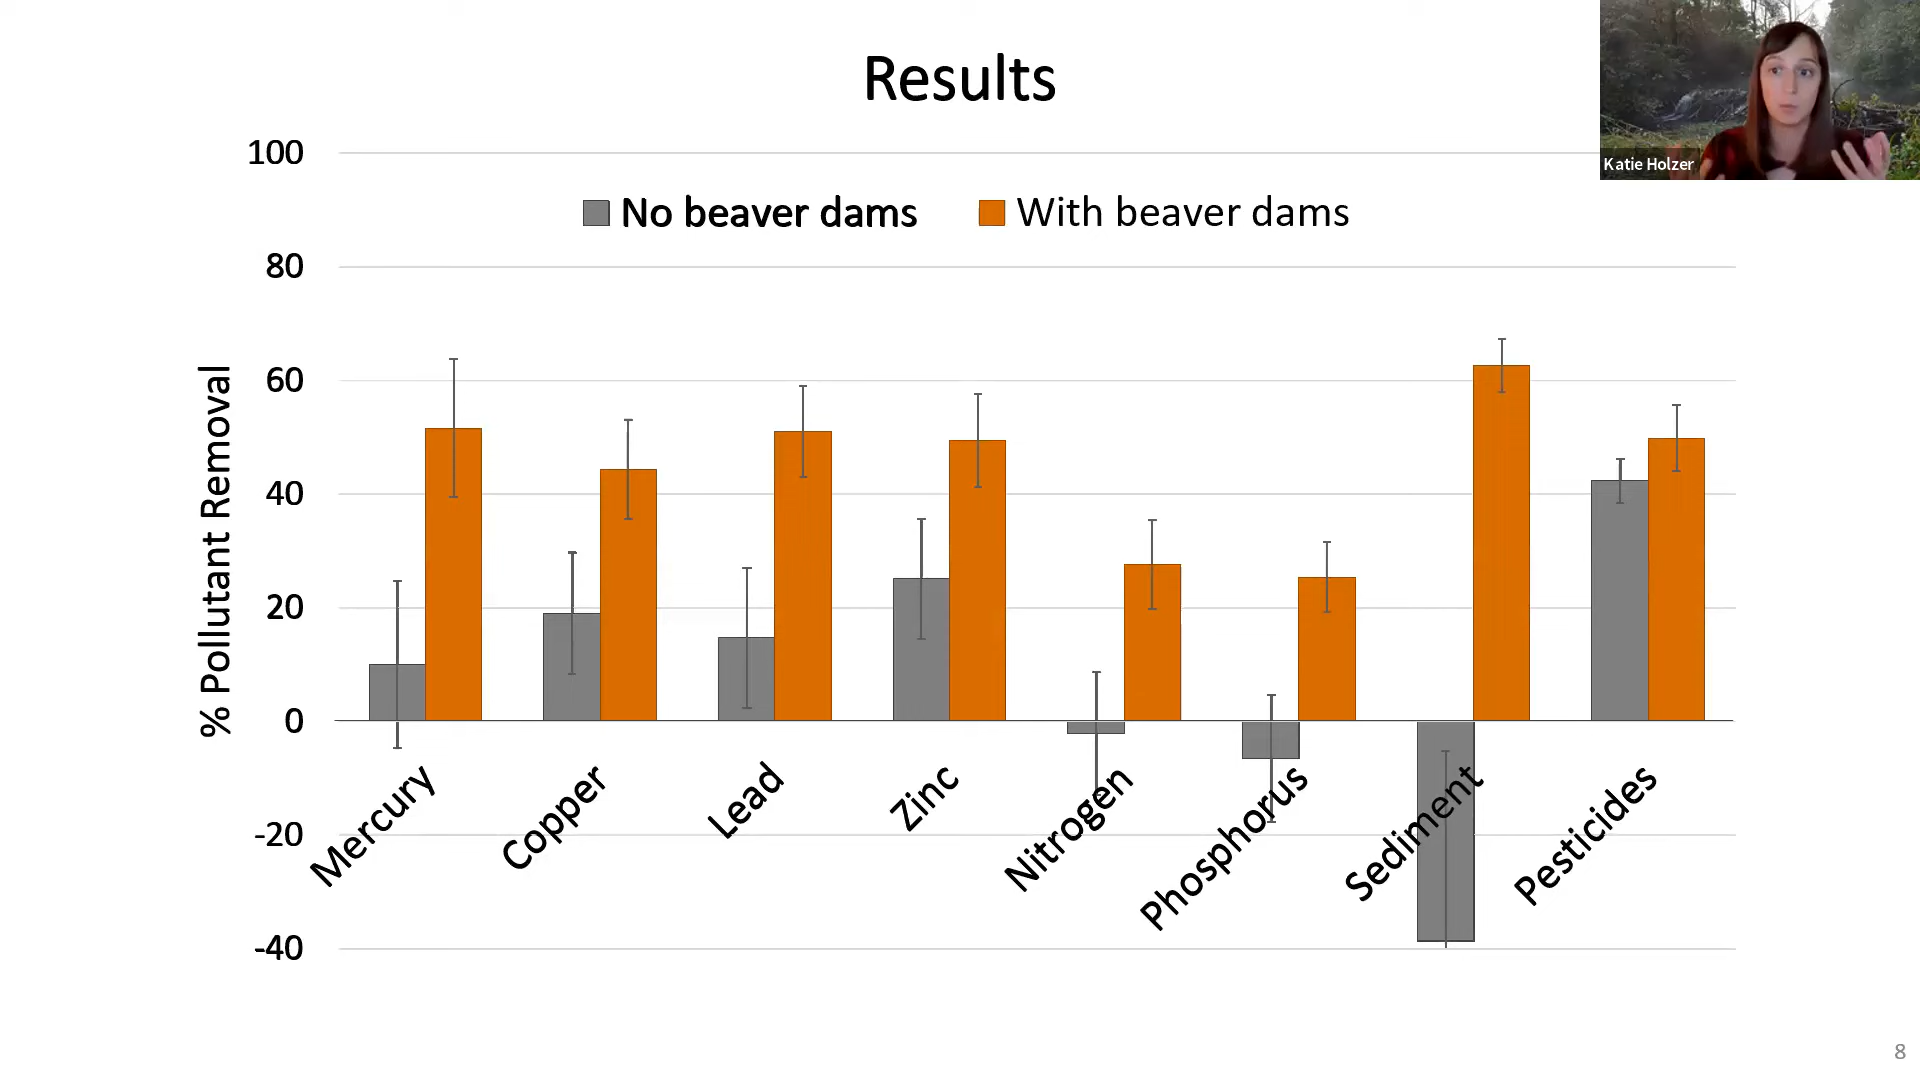 Results
Katie Holzer
100
No beaver dams
With beaver dams
80
60
40
20
0
-20
-40
% Pollutant Removal
Mercury
Copper
Lead
Zinc
Nitrogen
Phosphorus
Sediment
Pesticides
8